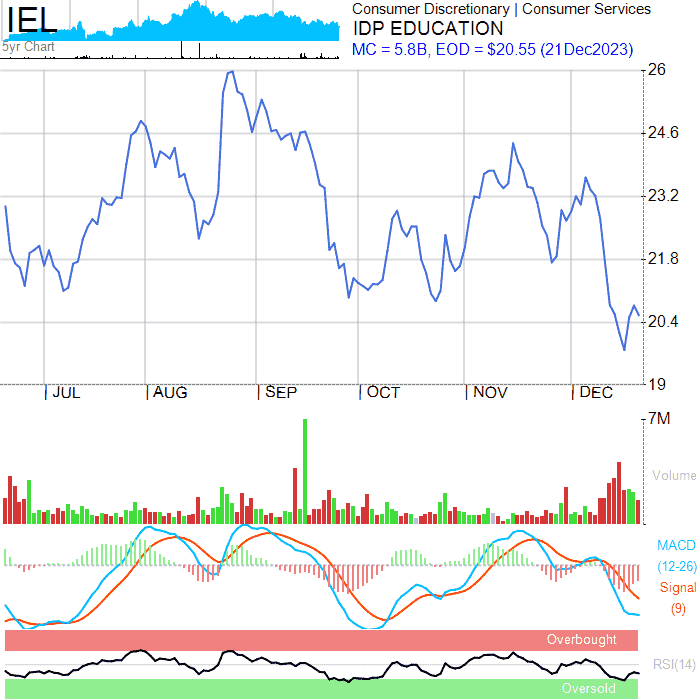 IEL
5yr Chart
Consumer Discretionary | Consumer Services
IDP EDUCATION
MC = 5.8B, EOD = $20.55 (21Dec2023)
26
24.6
23.2
21.8
20.4
19
| JUL | AUG | SEP | OCT | NOV | DEC
7M
Volume
MACD
(12-26)
Signal
(9)
Overbought
RSI(14)
Oversold